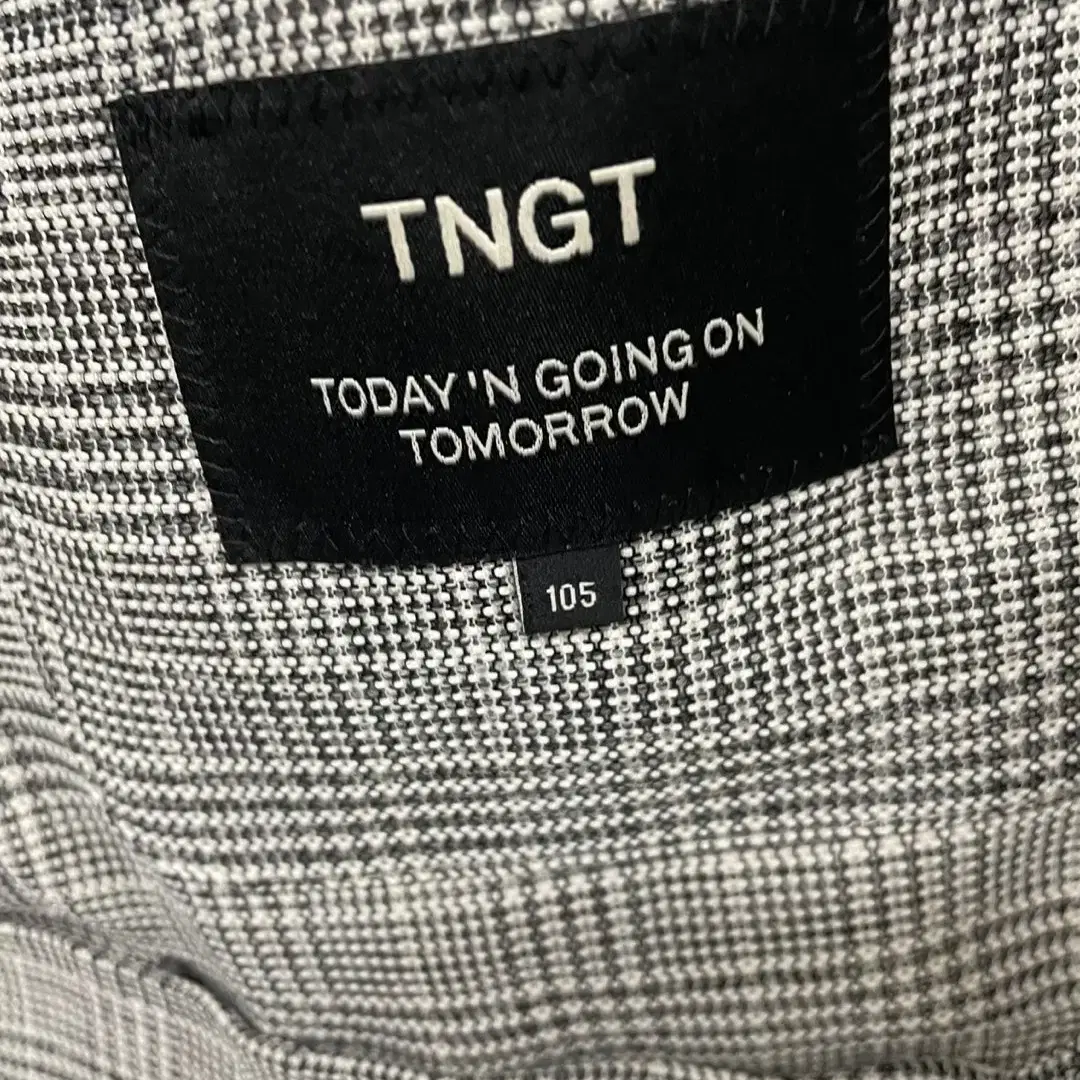 TNGT
TODAY 'N GOING ON
TOMORROW
105